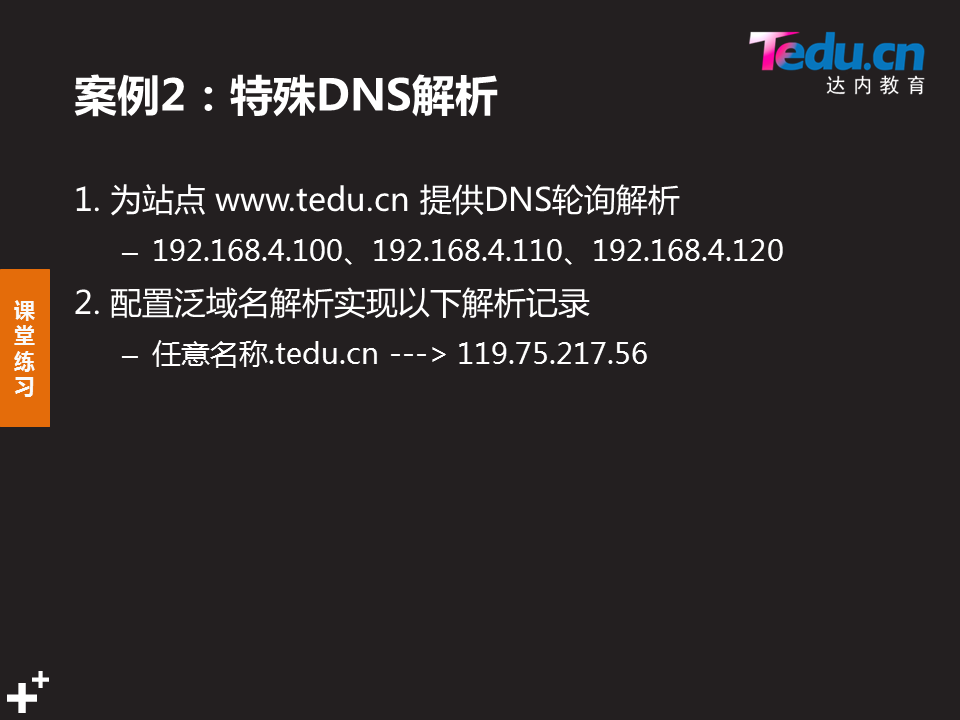 Tedu.cn
达内教育
案例2：特殊DNS解析
1. 为站点 www.tedu.cn 提供DNS轮询解析
– 192.168.4.100、192.168.4.110、192.168.4.120
2. 配置泛域名解析实现以下解析记录
– 任意名称.tedu.cn ---> 119.75.217.56
课堂练习